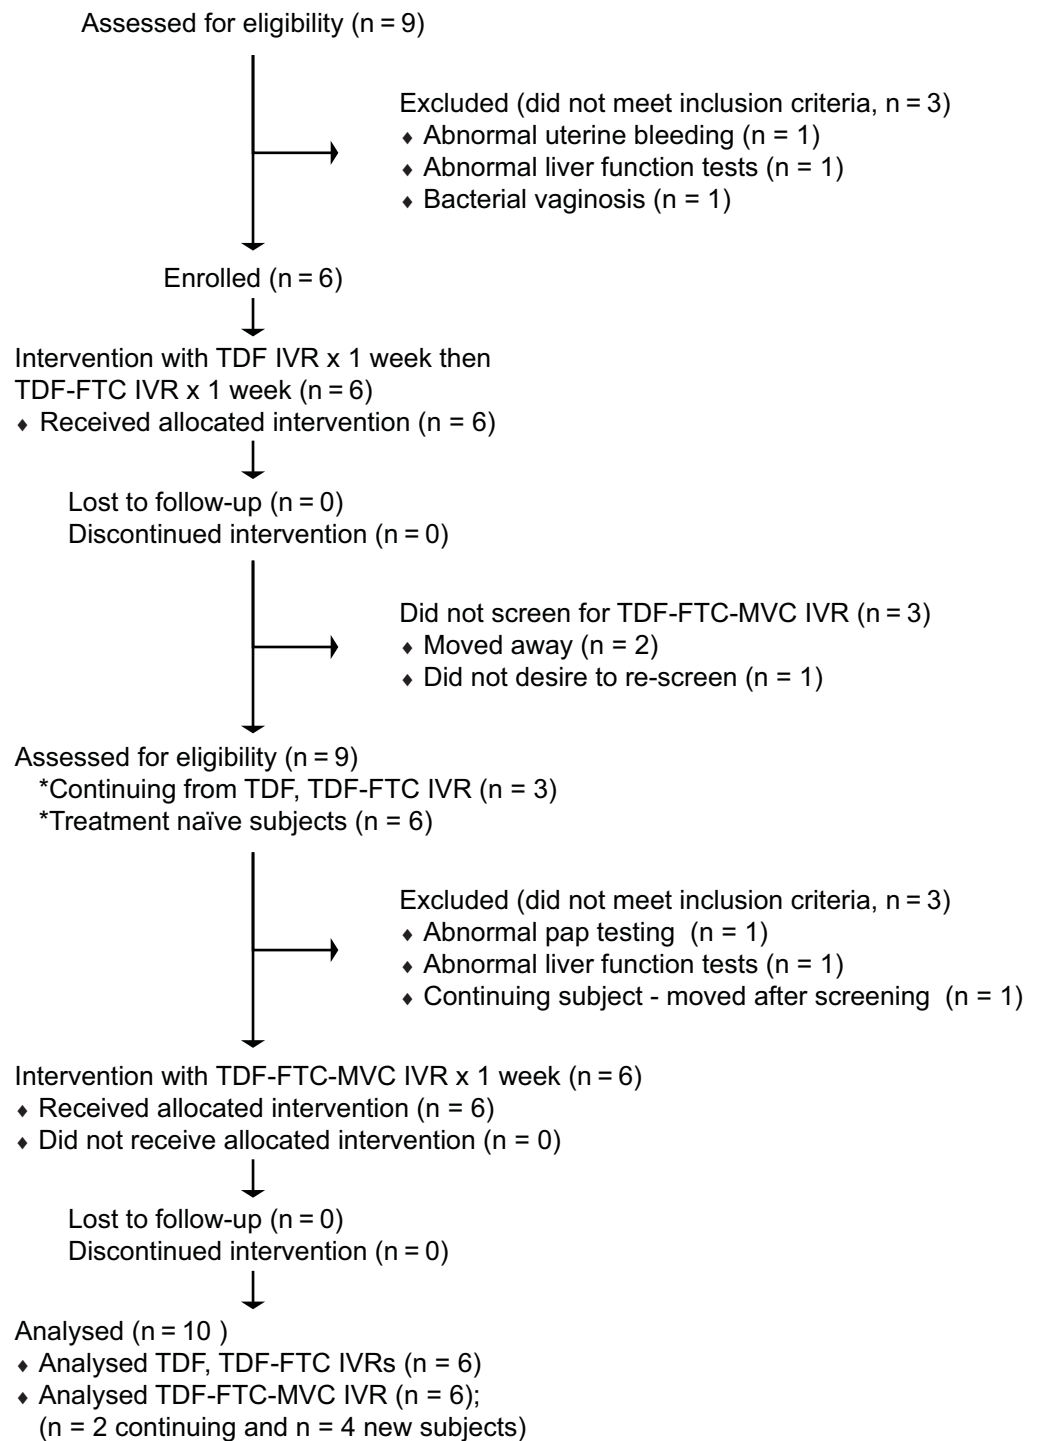 Assessed for eligibility (n = 9)
Excluded (did not meet inclusion criteria, n = 3)
♦ Abnormal uterine bleeding (n = 1)
♦ Abnormal liver function tests (n = 1)
♦ Bacterial vaginosis (n = 1)
Enrolled (n = 6)
Intervention with TDF IVR x 1 week then
TDF-FTC IVR x 1 week (n = 6)
♦ Received allocated intervention (n = 6)
Lost to follow-up (n = 0)
Discontinued intervention (n = 0)
Did not screen for TDF-FTC-MVC IVR (n = 3)
♦ Moved away (n = 2)
♦ Did not desire to re-screen (n = 1)
Assessed for eligibility (n = 9)
*Continuing from TDF, TDF-FTC IVR (n = 3)
*Treatment naïve subjects (n = 6)
Excluded (did not meet inclusion criteria, n = 3)
♦ Abnormal pap testing (n = 1)
♦ Abnormal liver function tests (n = 1)
♦ Continuing subject - moved after screening (n = 1)
Intervention with TDF-FTC-MVC IVR x 1 week (n = 6)
♦ Received allocated intervention (n = 6)
♦ Did not receive allocated intervention (n = 0)
Lost to follow-up (n = 0)
Discontinued intervention (n = 0)
Analysed (n = 10 )
♦ Analysed TDF, TDF-FTC IVRs (n = 6)
♦ Analysed TDF-FTC-MVC IVR (n = 6);
(n = 2 continuing and n = 4 new subjects)